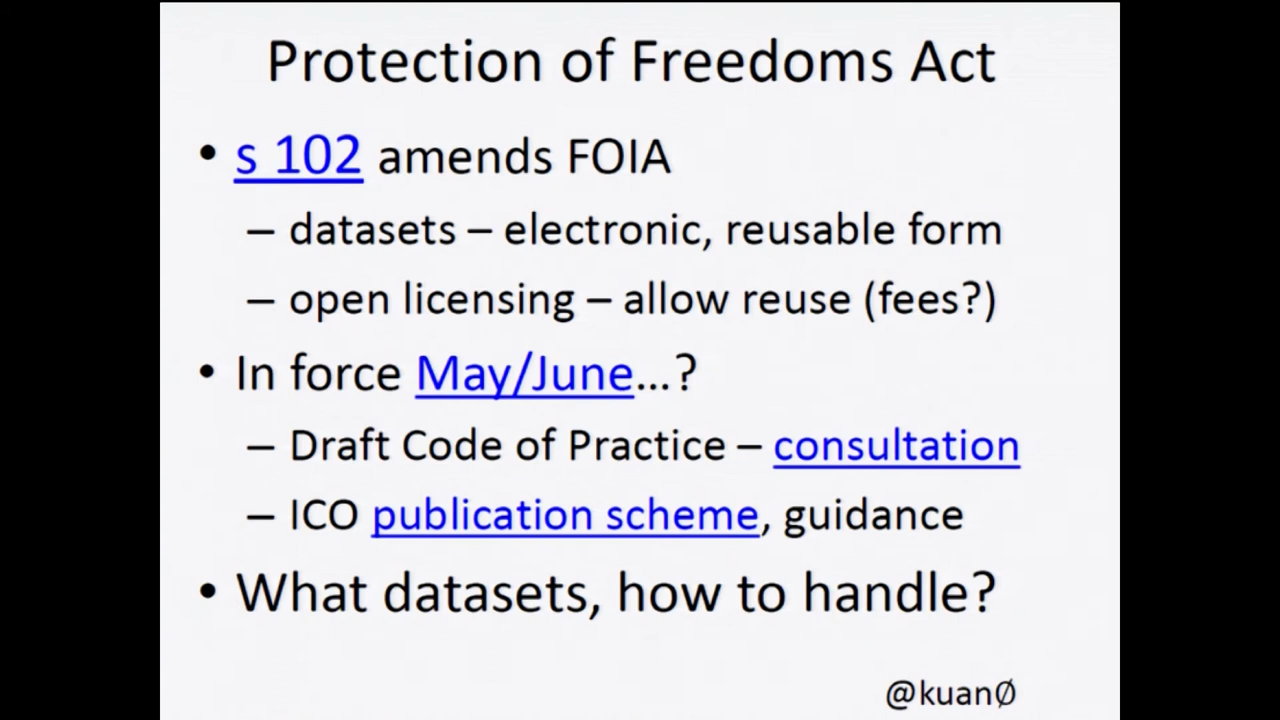 Protection of Freedoms Act
• s 102 amends FOIA
– datasets – electronic, reusable form
– open licensing – allow reuse (fees?)
• In force May/June...?
– Draft Code of Practice – consultation
– ICO publication scheme, guidance
• What datasets, how to handle?
@kuanØ